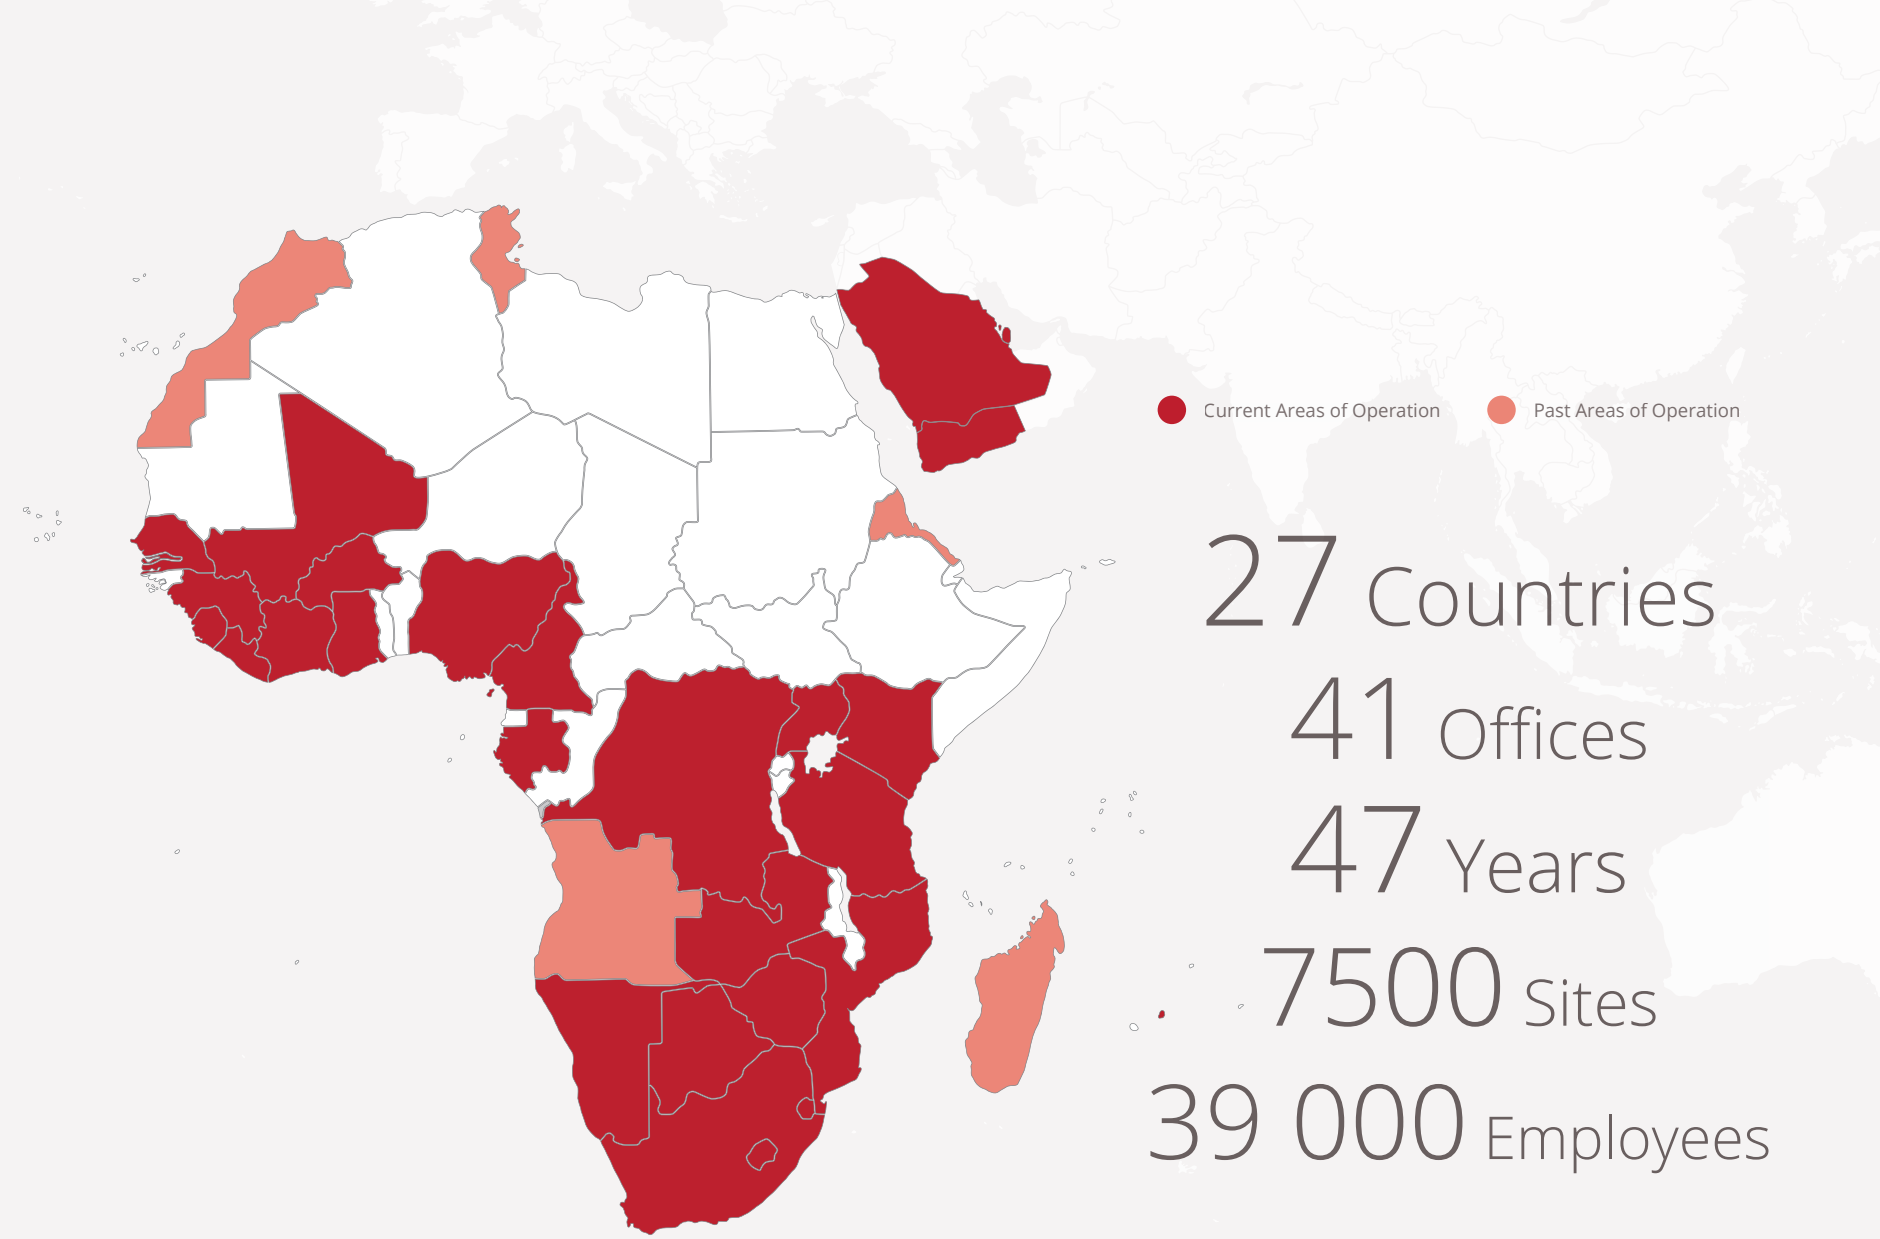 Current Areas of Operation
Past Areas of Operation
27 Countries
41 Offices
47 Years
7500 Sites
39 000 Employees